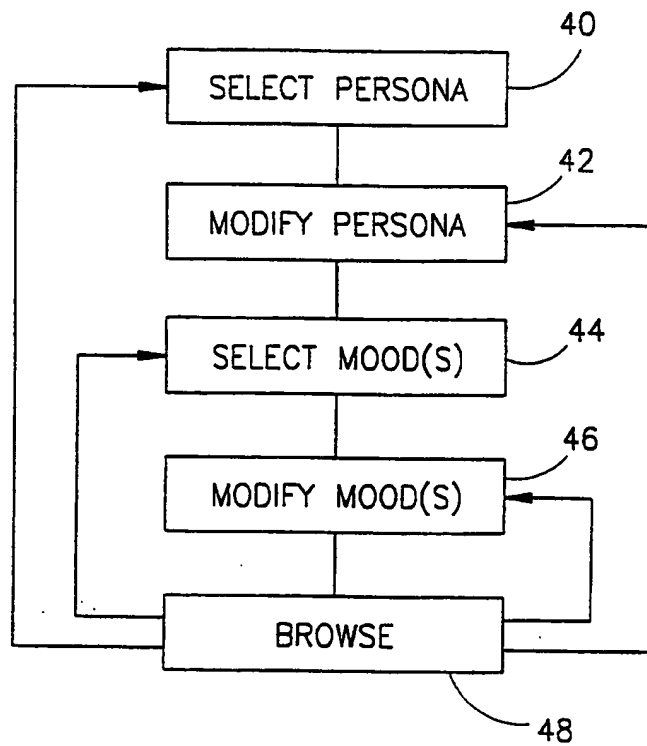 40
SELECT PERSONA
42
MODIFY PERSONA
44
SELECT MOOD(S)
46
MODIFY MOOD(S)
BROWSE
48